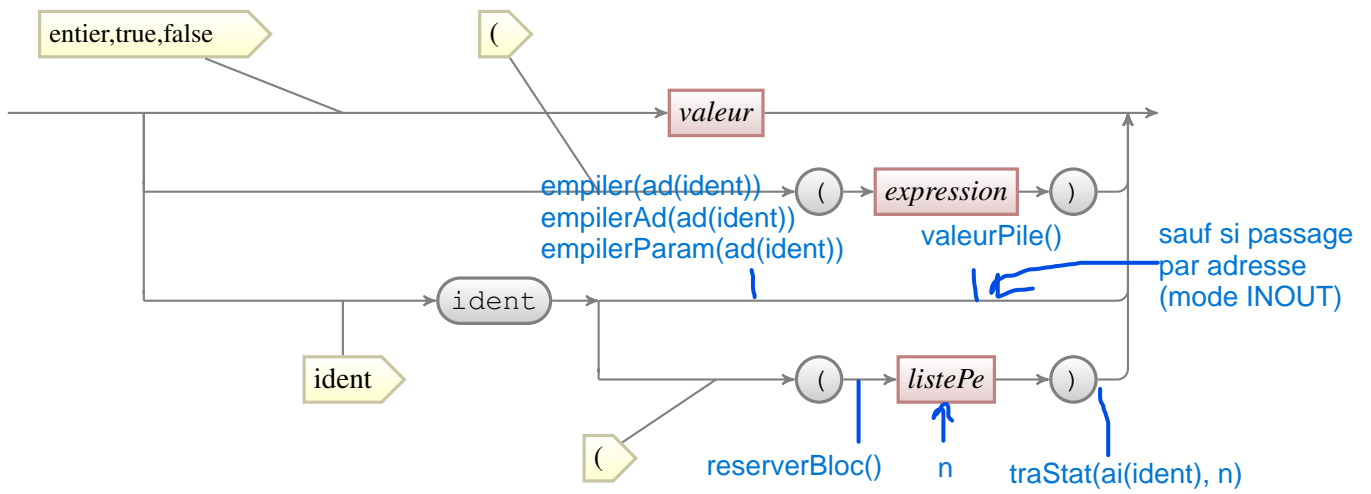 entier,true,false
(
valeur
empiler(ad(ident))
( expression )
empilerAd(ad(ident))
empilerParam(ad(ident))
valeurPile()
sauf si passage
par adresse
(mode INOUT)
ident
ident
( listePe )
(
reserverBloc()
n
traStat(ai(ident), n)